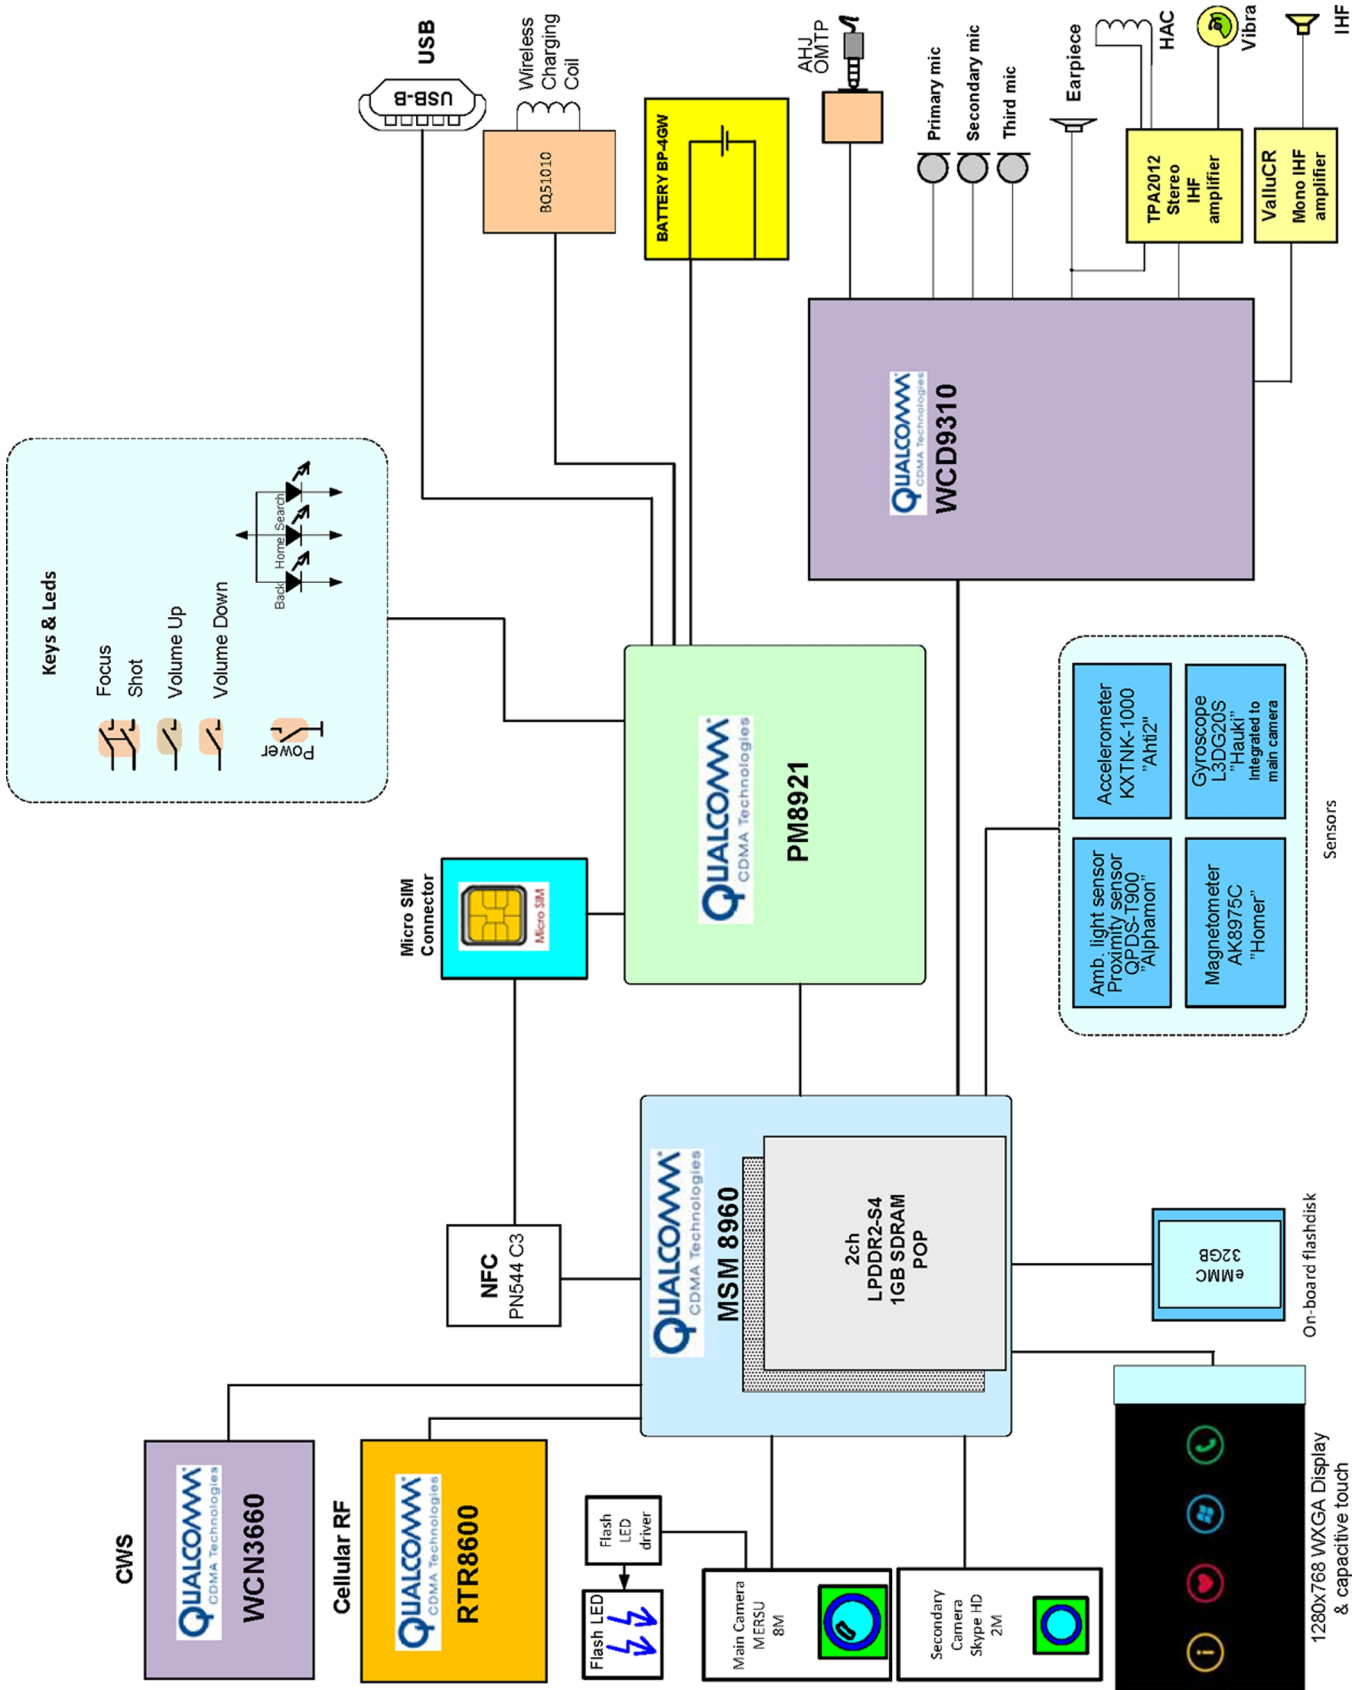 CWS
QUALCOMM
CDMA Technologies
WCN3660
Cellular RF
QUALCOMM
CDMA Technologies
RTR8600
Flash LED
Flash
LED
driver
Main Camera
MERSU
8M
Secondary
Camera
Skype HD
2M
1280x768 WXGA Display
& capacitive touch
NFC
PN544 C3
Micro SIM
Connector
Micro SIM
QUALCOMM
CDMA Technologies
MSM 8960
2ch
LPDDR2-S4
1GB SDRAM
POP
eMMC
32GB
On-board flashdisk
Keys & Leds
Focus
Shot
Volume Up
Volume Down
Power
Back
Home
Search
QUALCOMM
CDMA Technologies
PM8921
Amb. light sensor
Proximity sensor
QPDS-T900
"Alphamon"
Accelerometer
KXTNK-1000
"Ahti2"
Magnetometer
AK8975C
"Homer"
Gyroscope
L3DG20S
"Hauki"
Integrated to
main camera
Sensors
USB
USB-B
Wireless
Charging
Coil
BQ51010
BATTERY BP-4GW
AHJ
OMTP
Primary mic
Secondary mic
Third mic
Earpiece
HAC
Vibra
IHF
TPA2012
Stereo
IHF
amplifier
ValluCR
Mono IHF
amplifier
QUALCOMM
CDMA Technologies
WCD9310